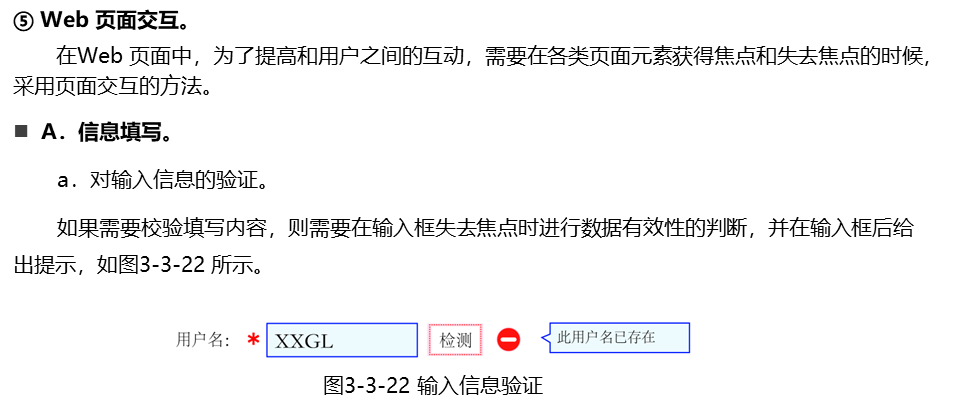 ⑤ Web 页面交互。
在Web 页面中，为了提高和用户之间的互动，需要在各类页面元素获得焦点和失去焦点的时候，
采用页面交互的方法。
■ A．信息填写。
a．对输入信息的验证。
如果需要校验填写内容，则需要在输入框失去焦点时进行数据有效性的判断，并在输入框后给
出提示，如图3-3-22 所示。
用户名： * XXGL 检测 此用户名已存在
图3-3-22 输入信息验证